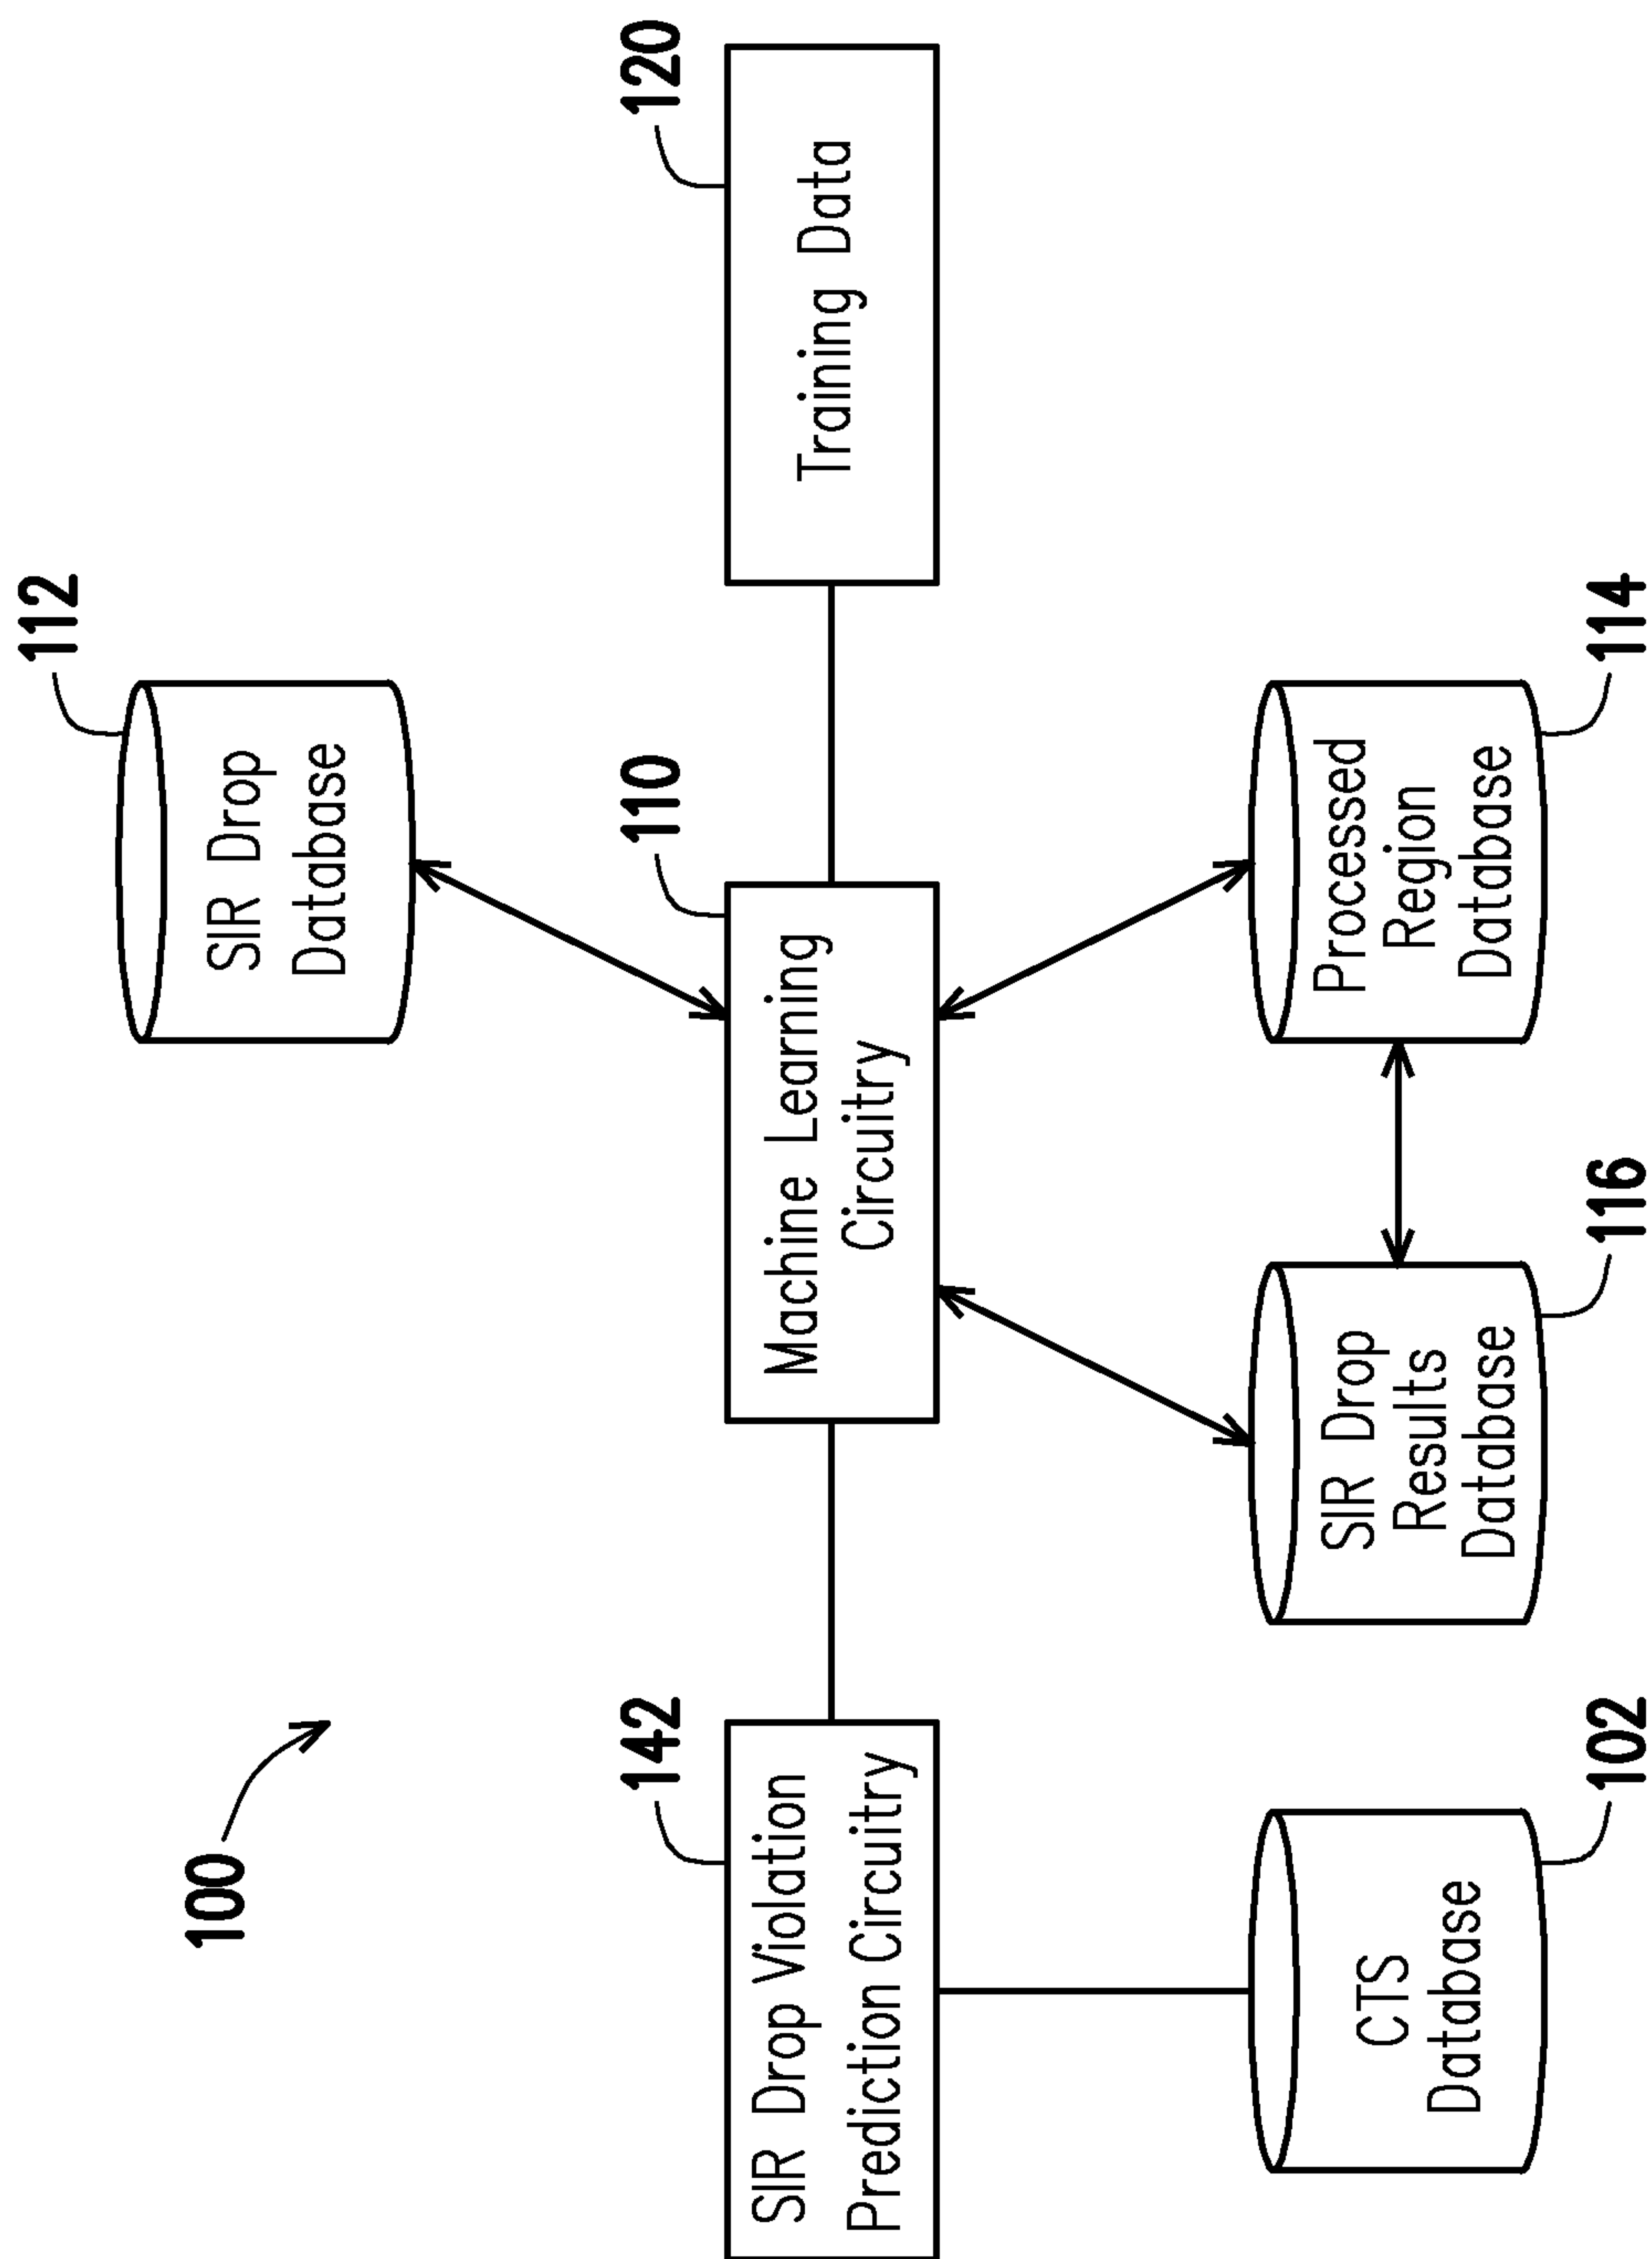 100
112
SIR Drop
Database
142
SIR Drop Violation
Prediction Circuitry
110
Machine Learning
Circuitry
120
Training Data
CTS
Database
102
SIR Drop
Results
Database
116
Processed
Region
Database
114